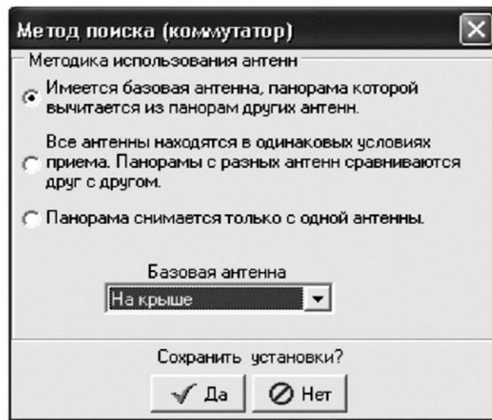 Метод поиска (коммутатор)
Методика использования антенн
Имеется базовая антенна, панорама которой
вычитается из панорам других антенн.
Все антенны находятся в одинаковых условиях
приема. Панорамы с разных антенн сравниваются
друг с другом.
Панорама снимается только с одной антенны.
Базовая антенна
На крыше
Сохранить установки?
Да Нет